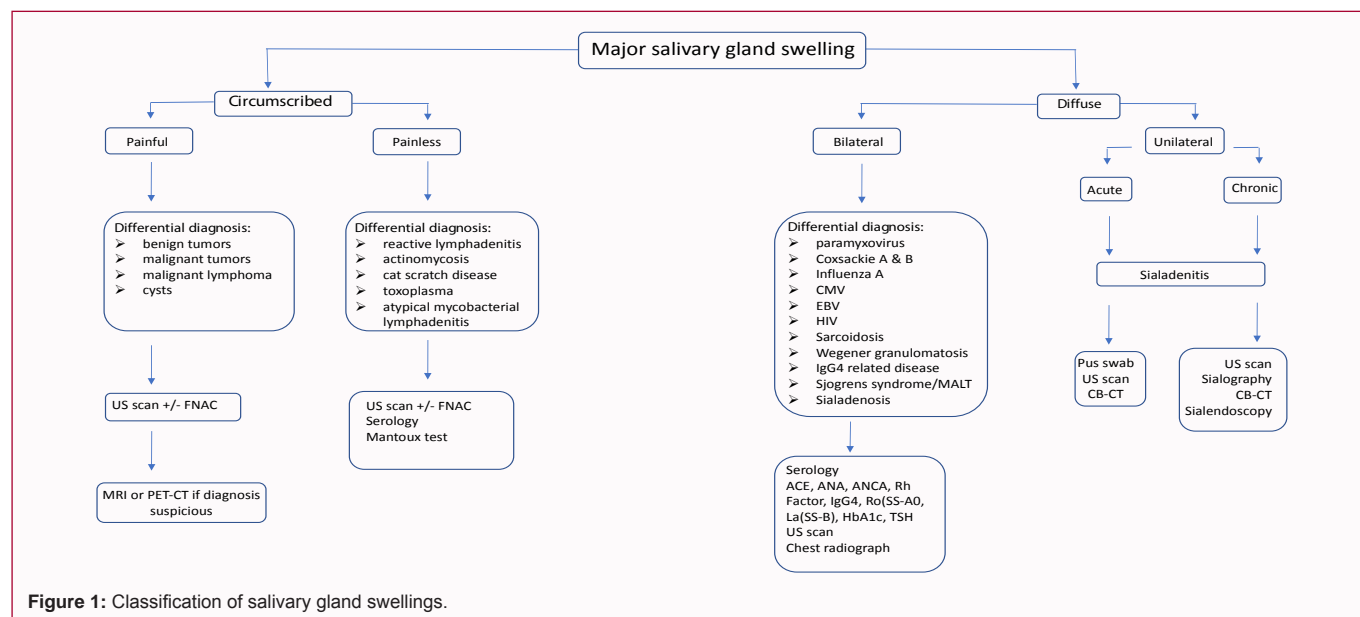 Major salivary gland swelling
Circumscribed
Painful
Differential diagnosis:
➢ benign tumors
➢ malignant tumors
➢ malignant lymphoma
➢ cysts
US scan +/- FNAC
MRI or PET-CT if diagnosis
suspicious
Painless
Differential diagnosis:
➢ reactive lymphadenitis
➢ actinomycosis
➢ cat scratch disease
➢ toxoplasma
➢ atypical mycobacterial
lymphadenitis
US scan +/- FNAC
Serology
Mantoux test
Diffuse
Bilateral
Differential diagnosis:
➢ paramyxovirus
➢ Coxsackie A & B
➢ Influenza A
➢ CMV
➢ EBV
➢ HIV
➢ Sarcoidosis
➢ Wegener granulomatosis
➢ IgG4 related disease
➢ Sjogrens syndrome/MALT
➢ Sialadenosis
Serology
ACE, ANA, ANCA, Rh
Factor, IgG4, Ro(SS-A0,
La(SS-B), HbA1c, TSH
US scan
Chest radiograph
Unilateral
Acute
Chronic
Sialadenitis
Pus swab
US scan
CB-CT
US scan
Sialography
CB-CT
Sialendoscopy
Figure 1: Classification of salivary gland swellings.